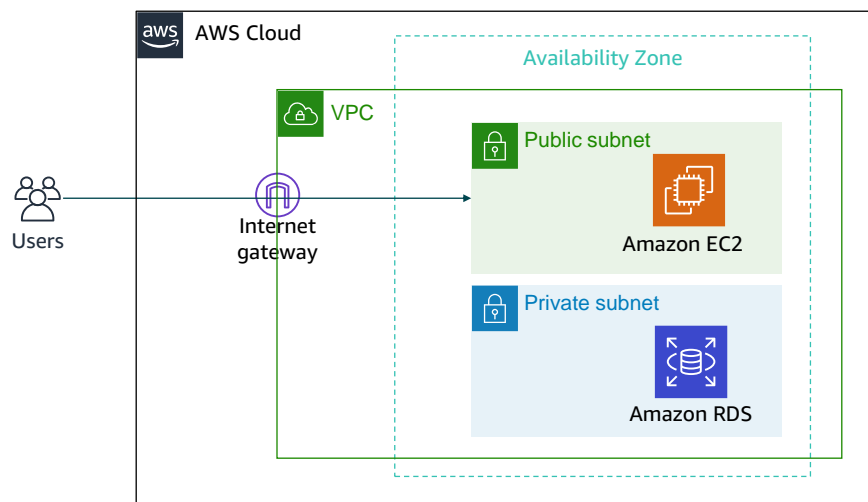 aws
AWS Cloud
Availability Zone
VPC
Public subnet
Amazon EC2
Users
Internet
gateway
Private subnet
Amazon RDS